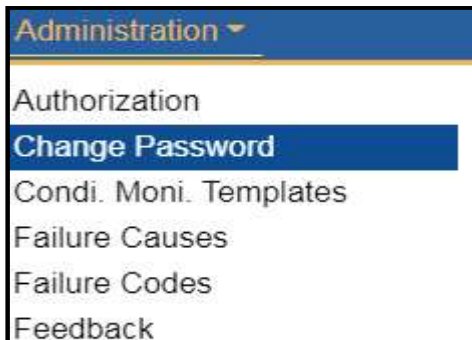 Administration
Authorization
Change Password
Condi. Moni. Templates
Failure Causes
Failure Codes
Feedback